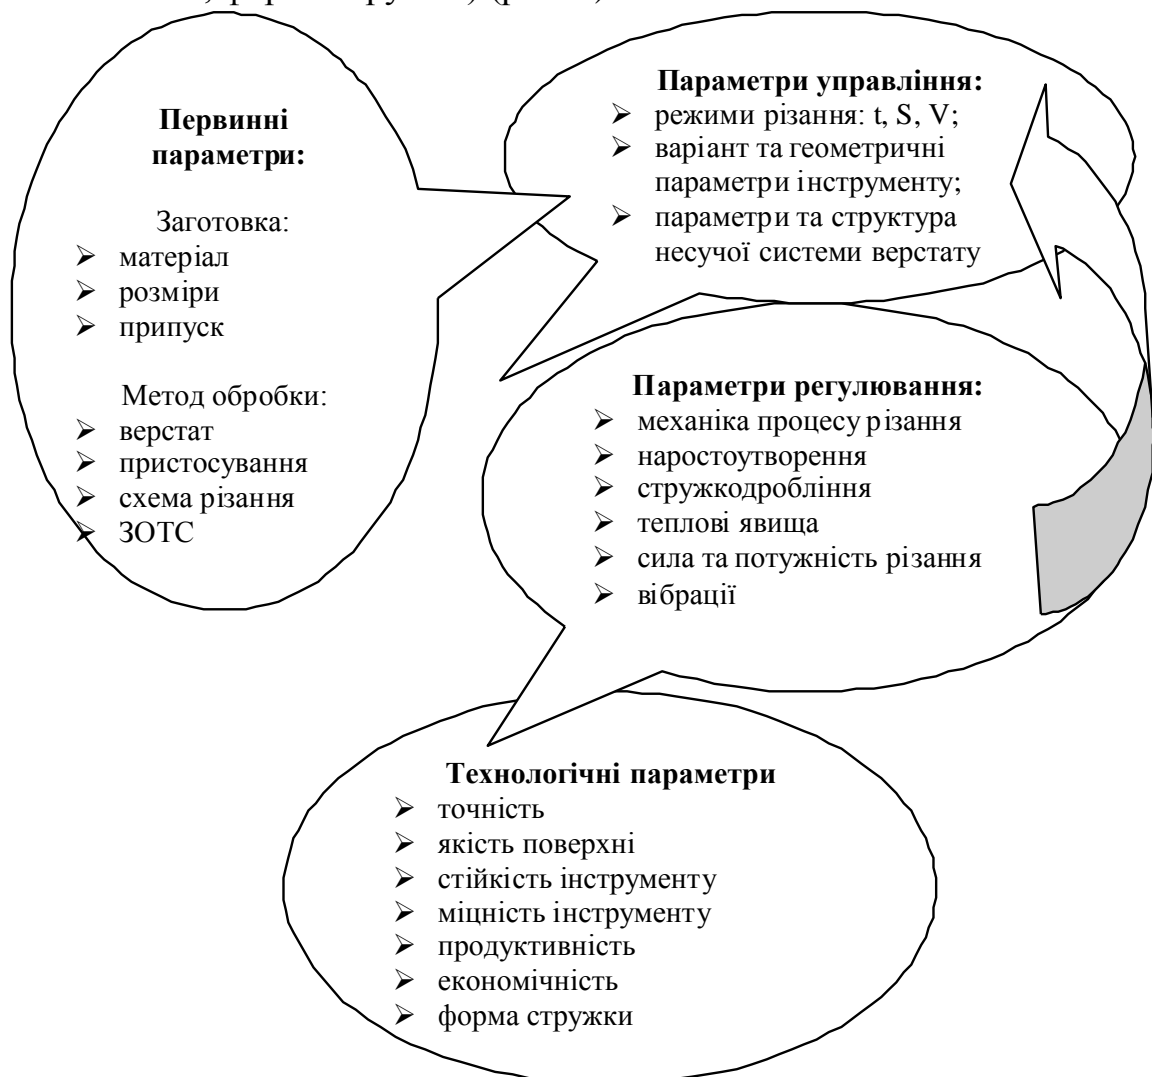 Первинні
параметри:
Заготовка:
➢ матеріал
➢ розміри
➢ припуск
Метод обробки:
➢ верстат
➢ пристосування
➢ схема різання
➢ ЗОТС
Параметри управління:
➢ режими різання: t, S, V;
➢ варіант та геометричні
параметри інструменту;
➢ параметри та структура
несучої системи верстату
Параметри регулювання:
➢ механіка процесу різання
➢ наростоутворення
➢ стружкодробління
➢ теплові явища
➢ сила та потужність різання
➢ вібрації
Технологічні параметри
➢ точність
➢ якість поверхні
➢ стійкість інструменту
➢ міцність інструменту
➢ продуктивність
➢ економічність
➢ форма стружки